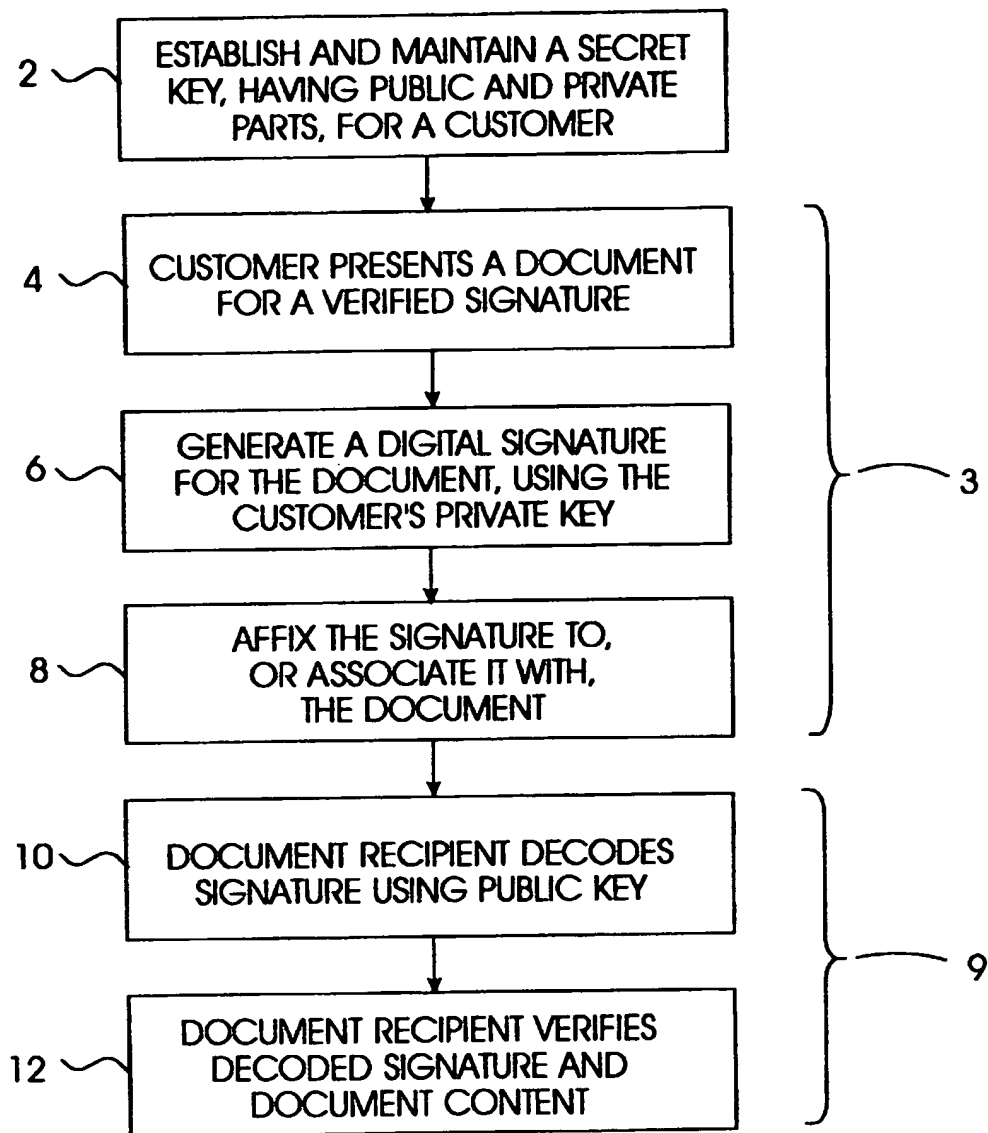 2
ESTABLISH AND MAINTAIN A SECRET
KEY, HAVING PUBLIC AND PRIVATE
PARTS, FOR A CUSTOMER
4
CUSTOMER PRESENTS A DOCUMENT
FOR A VERIFIED SIGNATURE
6
GENERATE A DIGITAL SIGNATURE
FOR THE DOCUMENT, USING THE
CUSTOMER'S PRIVATE KEY
3
8
AFFIX THE SIGNATURE TO,
OR ASSOCIATE IT WITH,
THE DOCUMENT
10
DOCUMENT RECIPIENT DECODES
SIGNATURE USING PUBLIC KEY
9
12
DOCUMENT RECIPIENT VERIFIES
DECODED SIGNATURE AND
DOCUMENT CONTENT